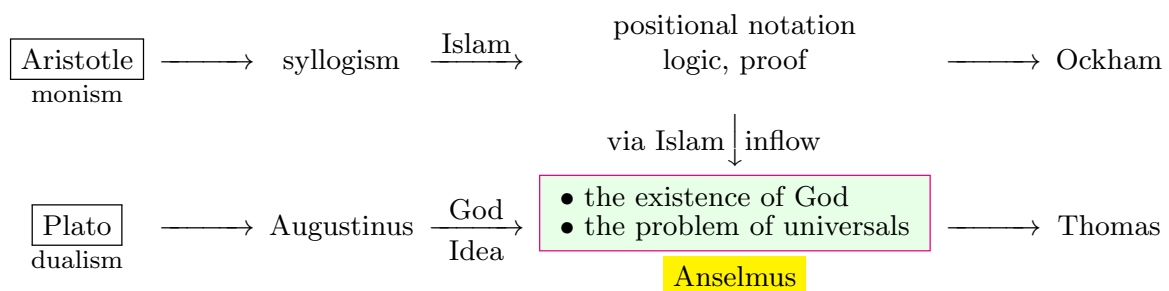 positional notation
Aristotle syllogism Islam logic, proof Ockham
monism
via Islam inflow
• the existence of God
Plato Augustinus God • the problem of universals Thomas
dualism Idea
Anselmus